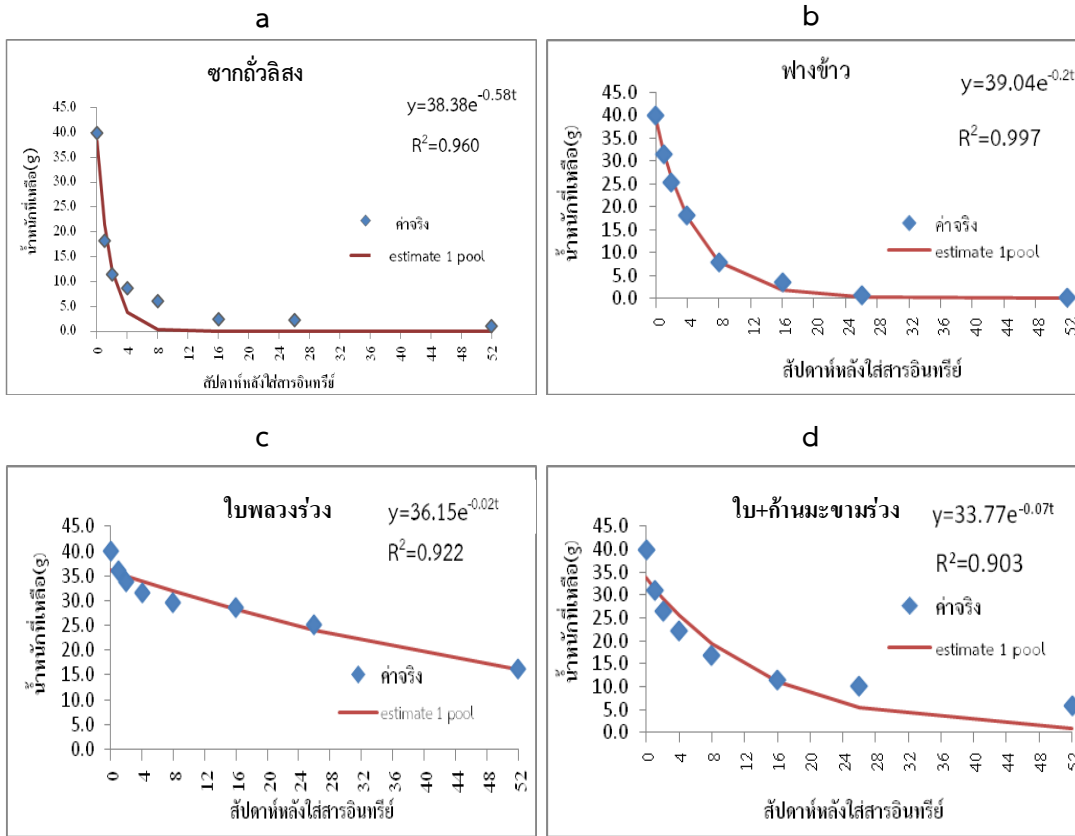 a
ซากถั่วลิสง
y=38.38e^-0.58t
R²=0.960
น้ำหนักที่เหลือ(g)
45.0
40.0
35.0
30.0
25.0
20.0
15.0
10.0
5.0
0.0
ค่าจริง
estimate 1 pool
0 4 8 12 16 20 24 28 32 36 40 44 48 52
สัปดาห์หลังใส่สารอินทรีย์
b
ฟางข้าว
y=39.04e^-0.2t
R²=0.997
น้ำหนักที่เหลือ(g)
45.0
40.0
35.0
30.0
25.0
20.0
15.0
10.0
5.0
0.0
ค่าจริง
estimate 1pool
0 4 8 12 16 20 24 28 32 36 40 44 48 52
สัปดาห์หลังใส่สารอินทรีย์
c
ใบพลวงร่วง
y=36.15e^-0.02t
R²=0.922
น้ำหนักที่เหลือ(g)
45.0
40.0
35.0
30.0
25.0
20.0
15.0
10.0
5.0
0.0
ค่าจริง
estimate 1 pool
0 4 8 12 16 20 24 28 32 36 40 44 48 52
สัปดาห์หลังใส่สารอินทรีย์
d
ใบ+ก้านมะขามร่วง
y=33.77e^-0.07t
R²=0.903
น้ำหนักที่เหลือ(g)
45.0
40.0
35.0
30.0
25.0
20.0
15.0
10.0
5.0
0.0
ค่าจริง
estimate 1 pool
0 4 8 12 16 20 24 28 32 36 40 44 48 52
สัปดาห์หลังใส่สารอินทรีย์